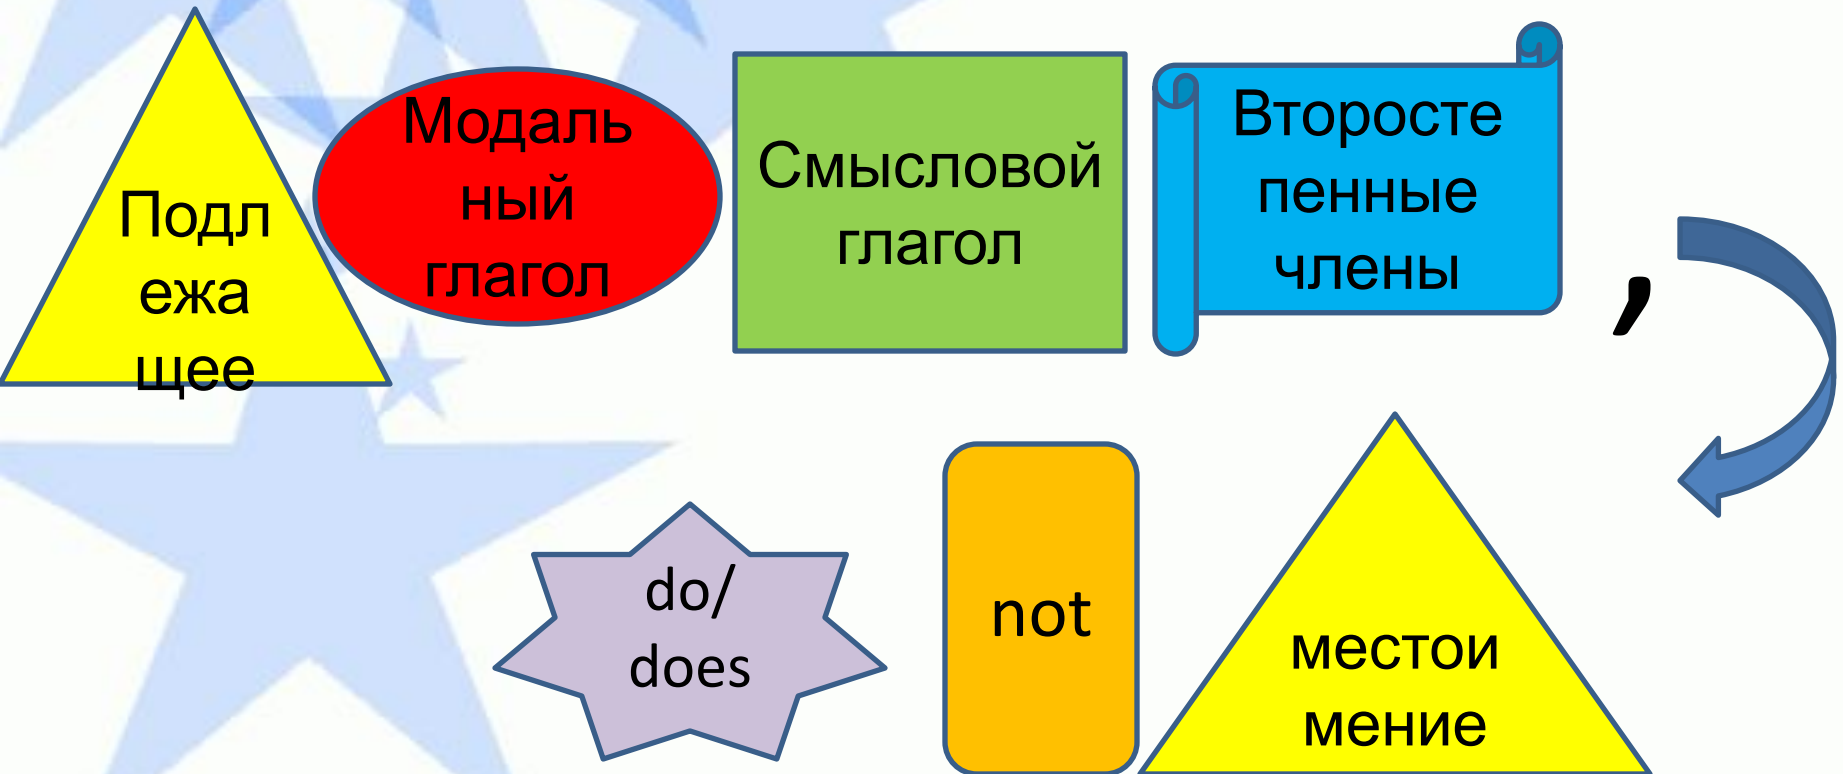 Подл
ежа
щее
Модаль
ный
глагол
Смысловой
глагол
Второсте
пенные
члены
,
do/
does
not
местои
мение